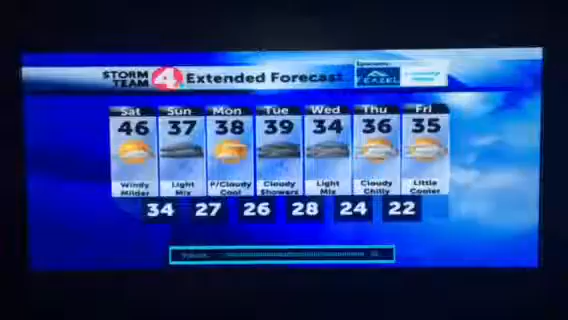 STORM TEAM 4 Extended Forecast
Sat Sun Mon Tue Wed Thu Fri
46 37 38 39 34 36 35
Windy Light P/Cloudy Cloudy Light Cloudy Little
Milder Mix Cool Showers Mix Chilly Cooler
34 27 26 28 24 22